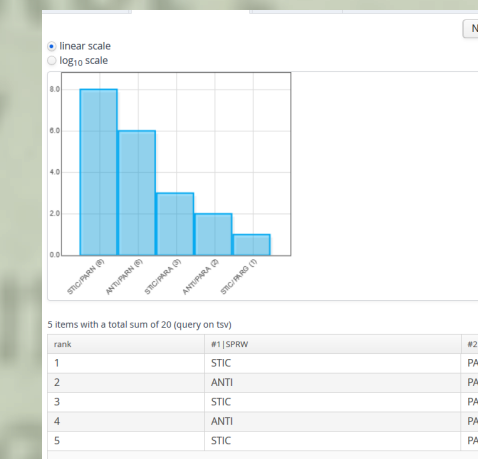 N
linear scale
log10 scale
8.0
6.0
4.0
2.0
0.0
STIC/PARN (8)
ANTI/PARN (6)
STIC/PARA (3)
ANTI/PARA (2)
STIC/PARG (1)
5 items with a total sum of 20 (query on tsv)
rank #1|SPRW #2
1 STIC PA
2 ANTI PA
3 STIC PA
4 ANTI PA
5 STIC PA